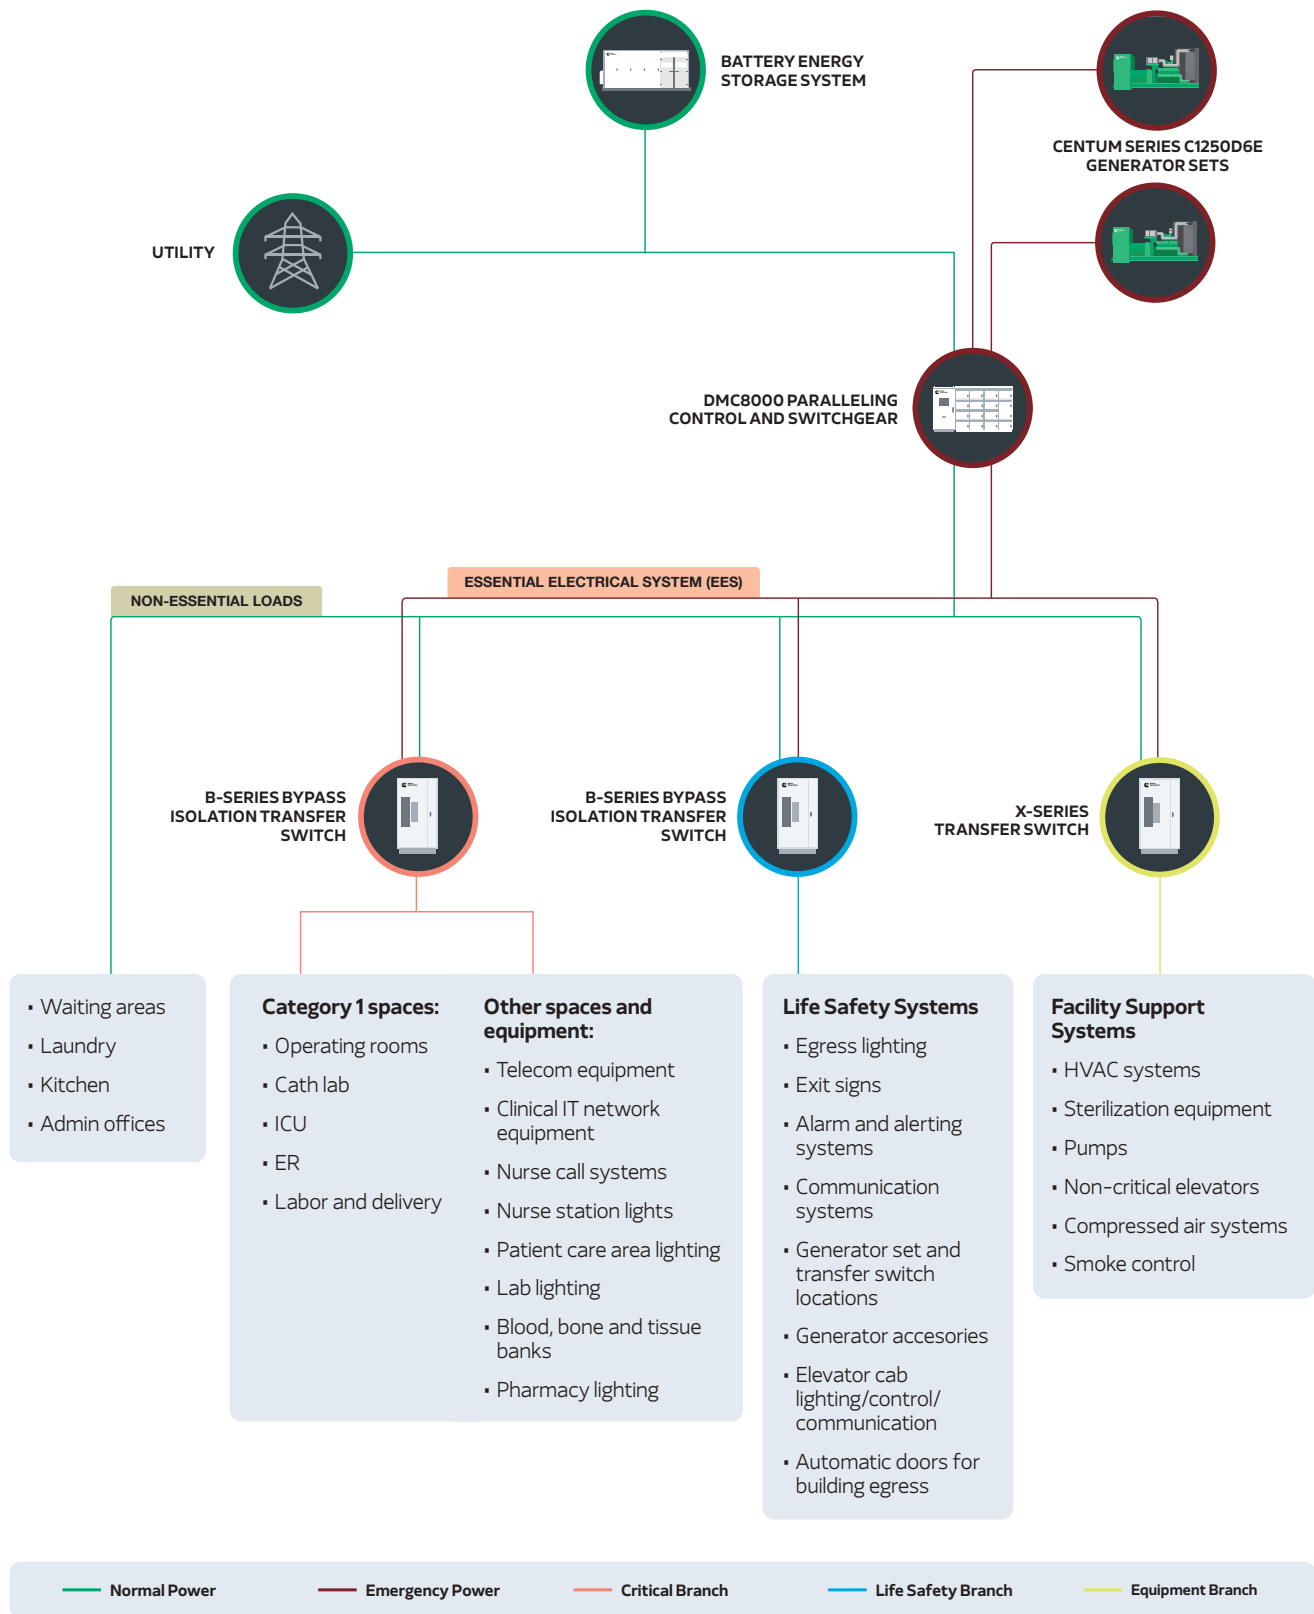 BATTERY ENERGY
STORAGE SYSTEM
CENTUM SERIES C1250D6E
GENERATOR SETS
UTILITY
DMC8000 PARALLELING
CONTROL AND SWITCHGEAR
ESSENTIAL ELECTRICAL SYSTEM (EES)
NON-ESSENTIAL LOADS
B-SERIES BYPASS
ISOLATION TRANSFER
SWITCH
B-SERIES BYPASS
ISOLATION TRANSFER
SWITCH
X-SERIES
TRANSFER SWITCH
• Waiting areas
• Laundry
• Kitchen
• Admin offices
Category 1 spaces:
• Operating rooms
• Cath lab
• ICU
• ER
• Labor and delivery
Other spaces and
equipment:
• Telecom equipment
• Clinical IT network
equipment
• Nurse call systems
• Nurse station lights
• Patient care area lighting
• Lab lighting
• Blood, bone and tissue
banks
• Pharmacy lighting
Life Safety Systems
• Egress lighting
• Exit signs
• Alarm and alerting
systems
• Communication
systems
• Generator set and
transfer switch
locations
• Generator accesories
• Elevator cab
lighting/control/
communication
• Automatic doors for
building egress
Facility Support
Systems
• HVAC systems
• Sterilization equipment
• Pumps
• Non-critical elevators
• Compressed air systems
• Smoke control
Normal Power
Emergency Power
Critical Branch
Life Safety Branch
Equipment Branch